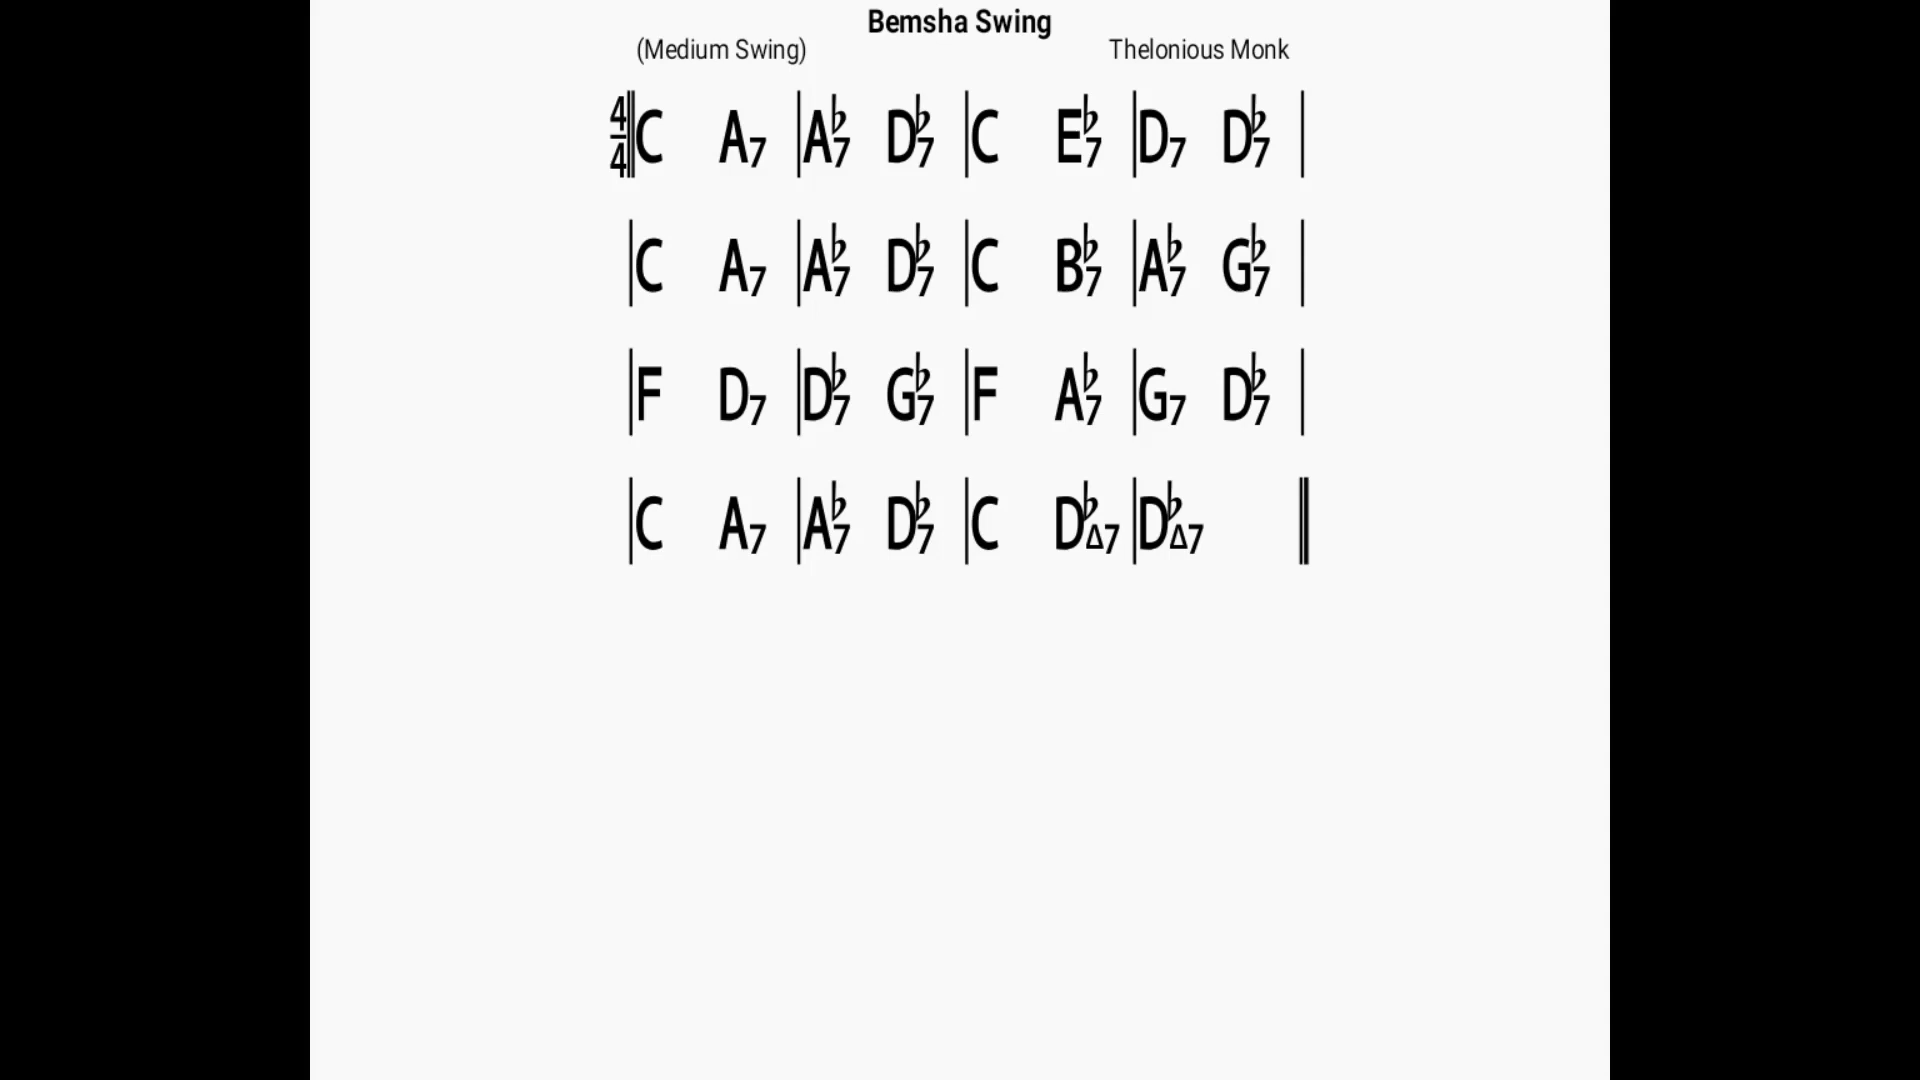 Bemsha Swing
(Medium Swing) Thelonious Monk
4/4 C A7 | A♭7 D♭7 | C E♭7 | D7 D♭7 |
| C A7 | A♭7 D♭7 | C B♭7 | A♭7 G♭7 |
| F D7 | D♭7 G♭7 | F A♭7 | G7 D♭7 |
| C A7 | A♭7 D♭7 | C D♭Δ7 | D♭Δ7 ‖